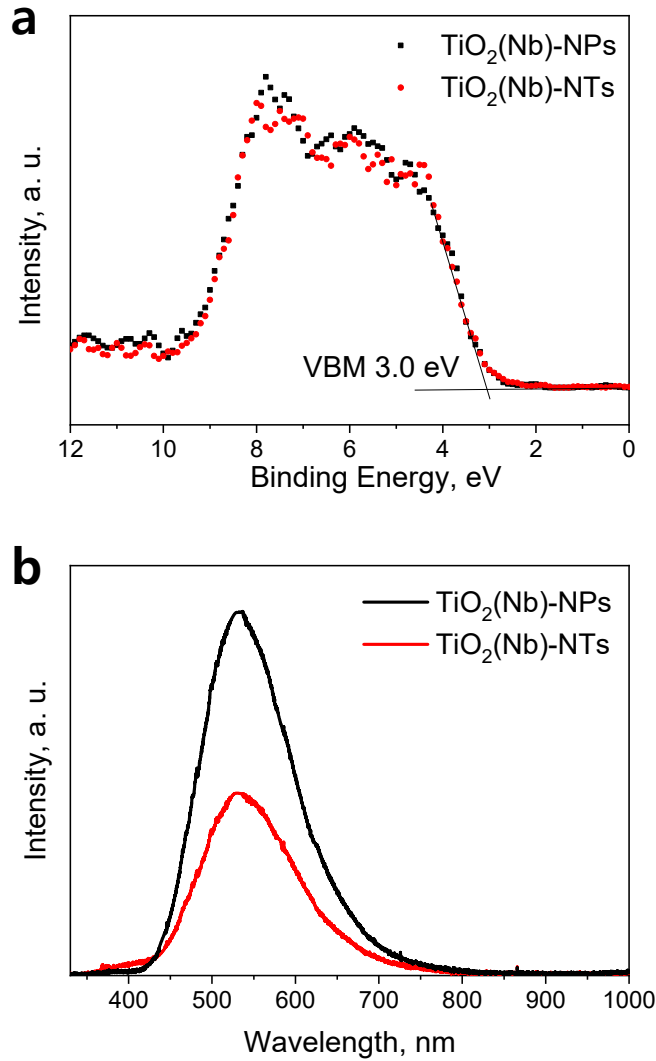 a
TiO₂(Nb)-NPs
TiO₂(Nb)-NTs
Intensity, a. u.
VBM 3.0 eV
12 10 8 6 4 2 0
Binding Energy, eV
b
TiO₂(Nb)-NPs
TiO₂(Nb)-NTs
Intensity, a. u.
400 500 600 700 800 900 1000
Wavelength, nm